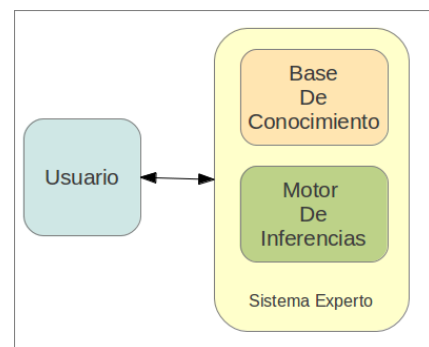 Usuario
Base
De
Conocimiento
Motor
De
Inferencias
Sistema Experto